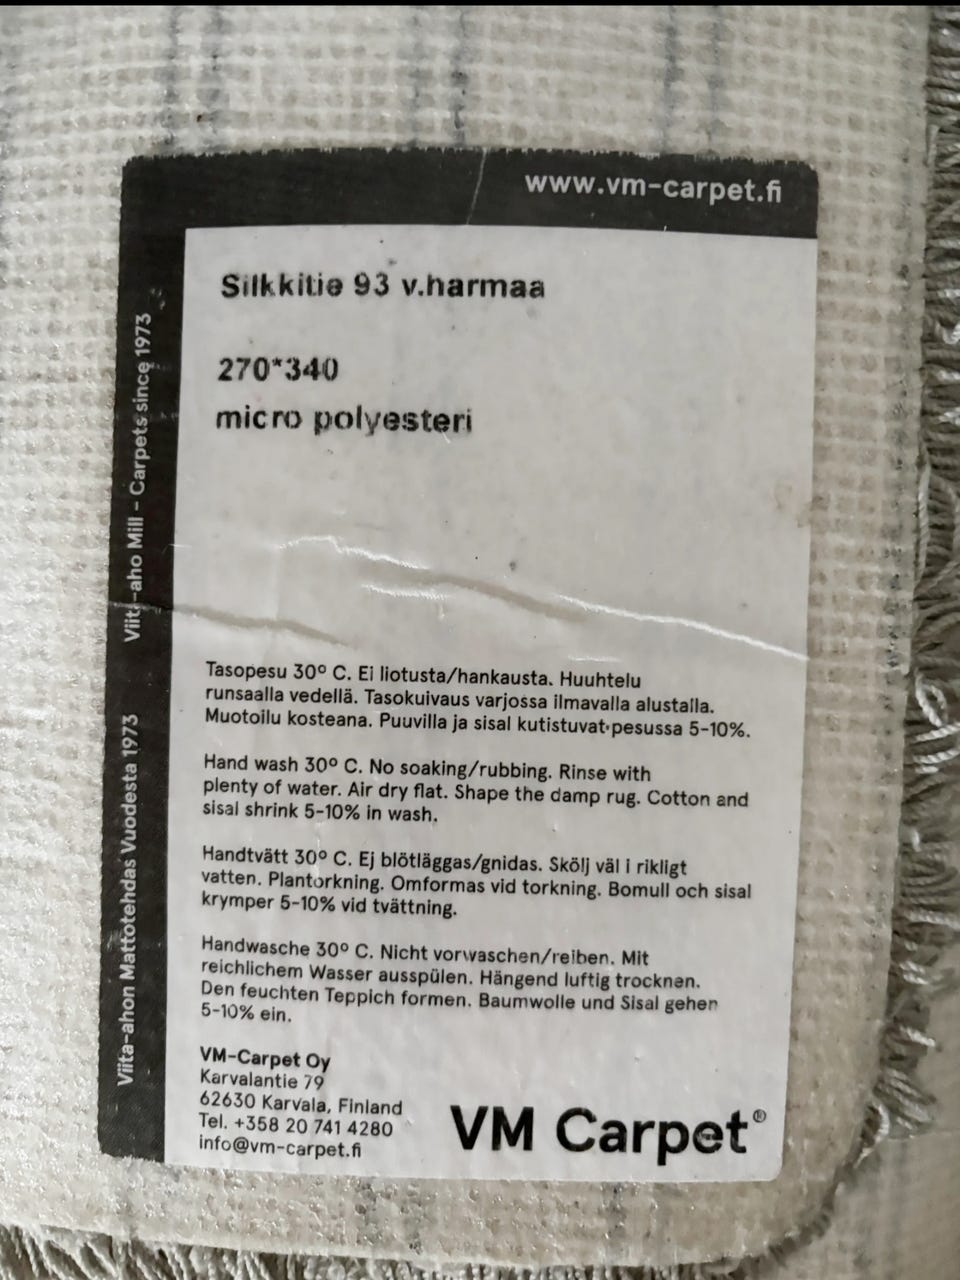 www.vm-carpet.fi
Silkkitie 93 v.harmaa
270*340
micro polyesteri
Viita-aho Mill – Carpets since 1973
Viita-ahon Mattotehdas Vuodesta 1973
Tasopesu 30º C. Ei liotusta/hankausta. Huuhtelu
runsaalla vedellä. Tasokuivaus varjossa ilmavalla alustalla.
Muotoilu kosteana. Puuvilla ja sisal kutistuvat pesussa 5-10%.
Hand wash 30º C. No soaking/rubbing. Rinse with
plenty of water. Air dry flat. Shape the damp rug. Cotton and
sisal shrink 5-10% in wash.
Handtvätt 30º C. Ej blötläggas/gnidas. Skölj väl i rikligt
vatten. Plantorkning. Omformas vid torkning. Bomull och sisal
krymper 5-10% vid tvättning.
Handwasche 30º C. Nicht vorwaschen/reiben. Mit
reichlichem Wasser ausspülen. Hängend luftig trocknen.
Den feuchten Teppich formen. Baumwolle und Sisal gehen
5-10% ein.
VM-Carpet Oy
Karvalantie 79
62630 Karvala, Finland
Tel. +358 20 741 4280
info@vm-carpet.fi
VM Carpet®